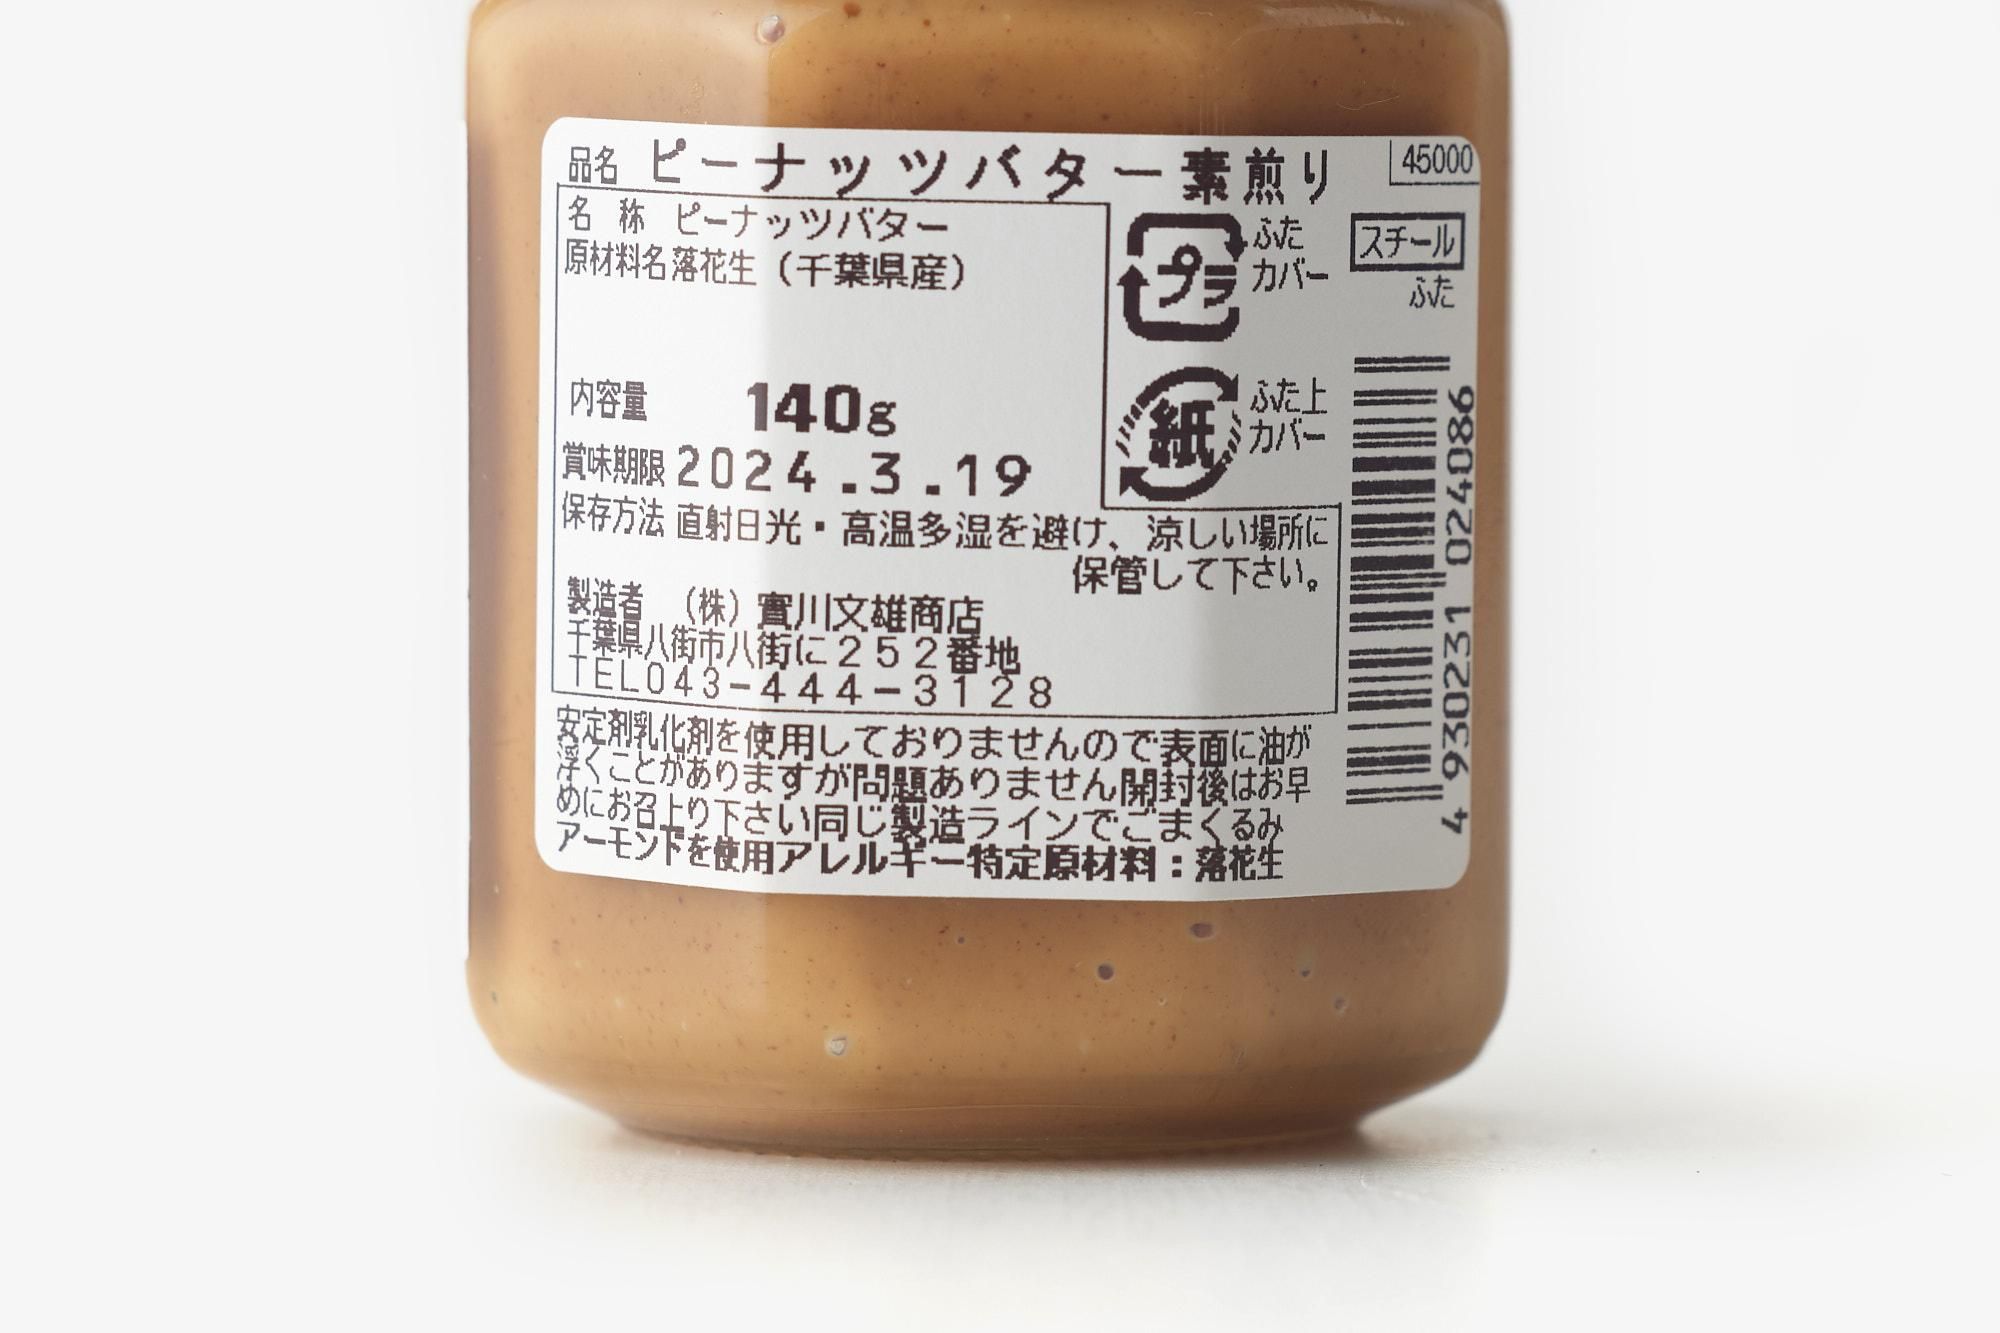 品名 ピーナッツバター素煎り
45000
名 称 ピーナッツバター
原材料名 落花生（千葉県産）
内容量 140g
賞味期限 2024.3.19
保存方法 直射日光・高温多湿を避け、涼しい場所に
保管して下さい。
製造者 （株）實川文雄商店
千葉県八街市八街に252番地
TEL043-444-3128
プラ
ふた
カバー
スチール
ふた
紙
ふた上
カバー
安定剤乳化剤を使用しておりませんので表面に油が
浮くことがありますが問題ありません開封後はお早
めにお召上り下さい同じ製造ラインでごまくるみ
アーモンドを使用アレルギー特定原材料：落花生
4 930231 024086